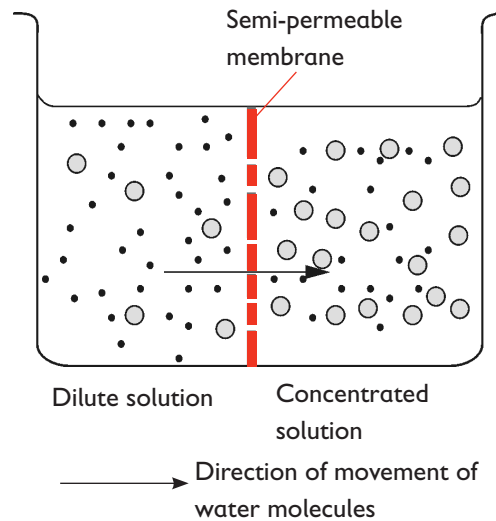 Semi-permeable
membrane
Dilute solution
Concentrated
solution
Direction of movement of
water molecules